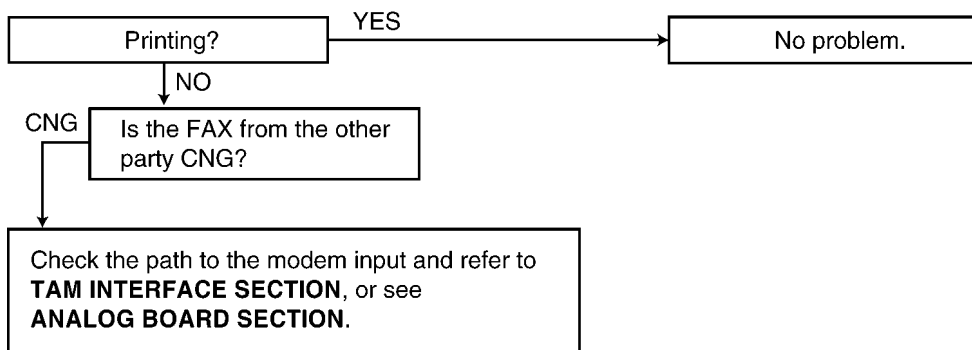 Printing?
YES
No problem.
NO
CNG
Is the FAX from the other
party CNG?
Check the path to the modem input and refer to
TAM INTERFACE SECTION, or see
ANALOG BOARD SECTION.